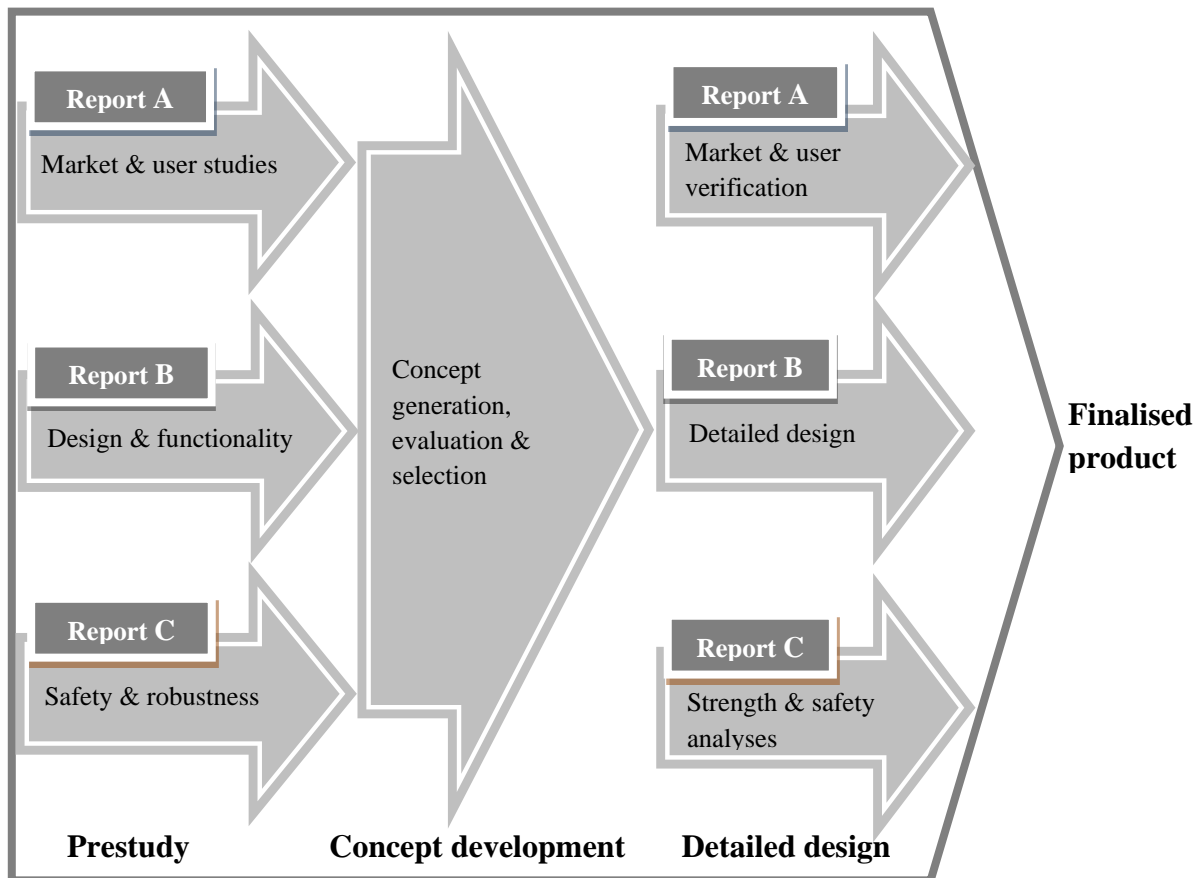 Report A
Market & user studies
Report B
Design & functionality
Report C
Safety & robustness
Prestudy
Concept
generation,
evaluation &
selection
Concept development
Report A
Market & user
verification
Report B
Detailed design
Report C
Strength & safety
analyses
Detailed design
Finalised
product